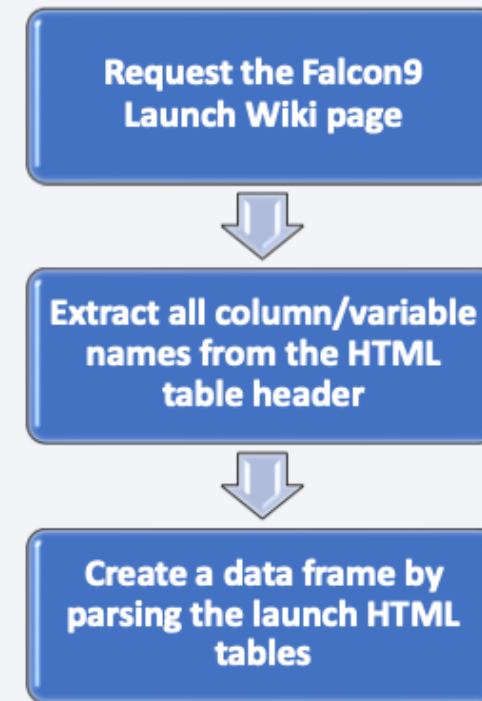 Request the Falcon9
Launch Wiki page
Extract all column/variable
names from the HTML
table header
Create a data frame by
parsing the launch HTML
tables